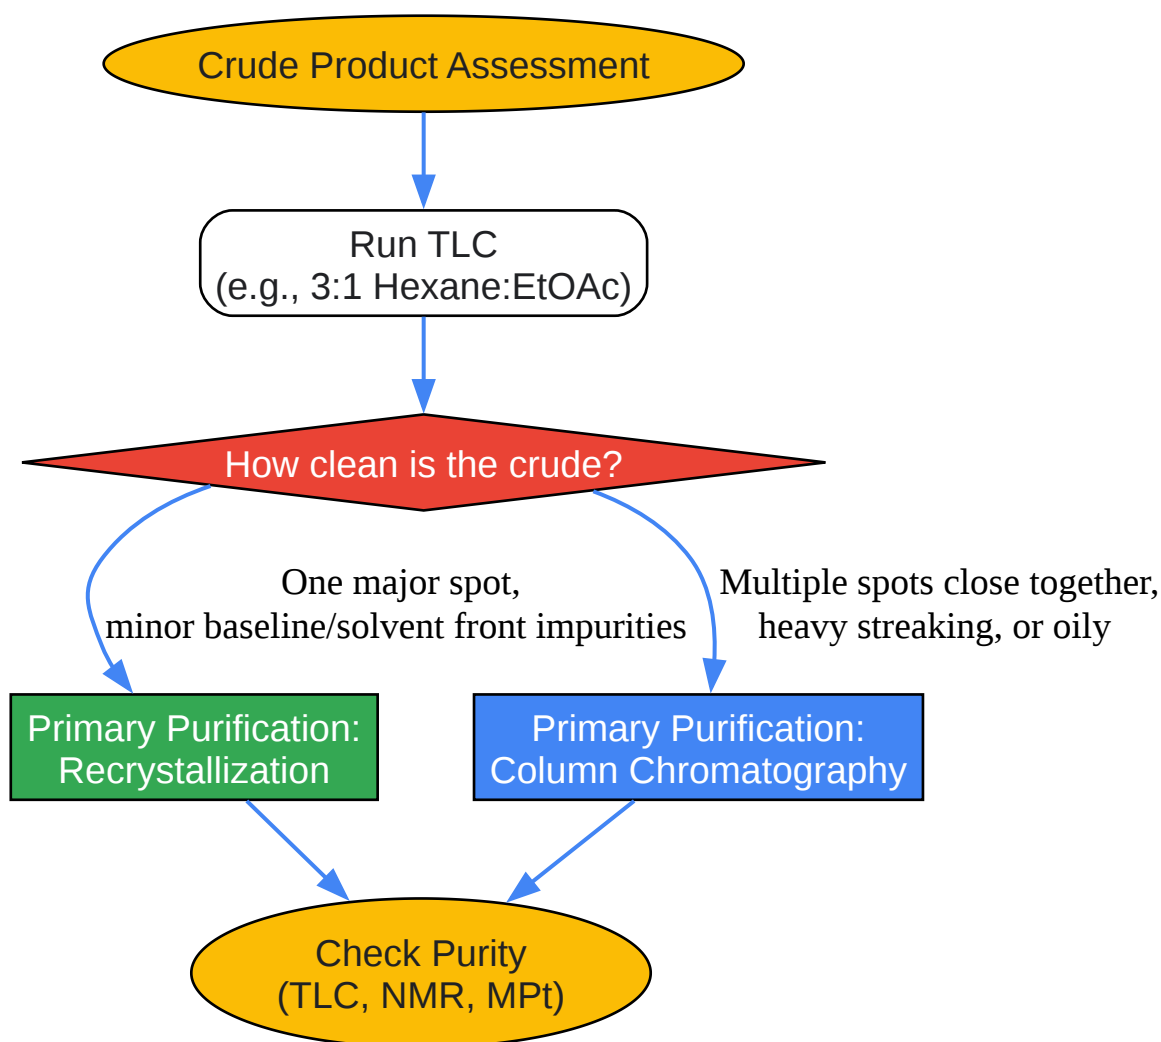 Crude Product Assessment
Run TLC
(e.g., 3:1 Hexane:EtOAc)
How clean is the crude?
One major spot,
minor baseline/solvent front impurities
Multiple spots close together,
heavy streaking, or oily
Primary Purification:
Recrystallization
Primary Purification:
Column Chromatography
Check Purity
(TLC, NMR, MPt)